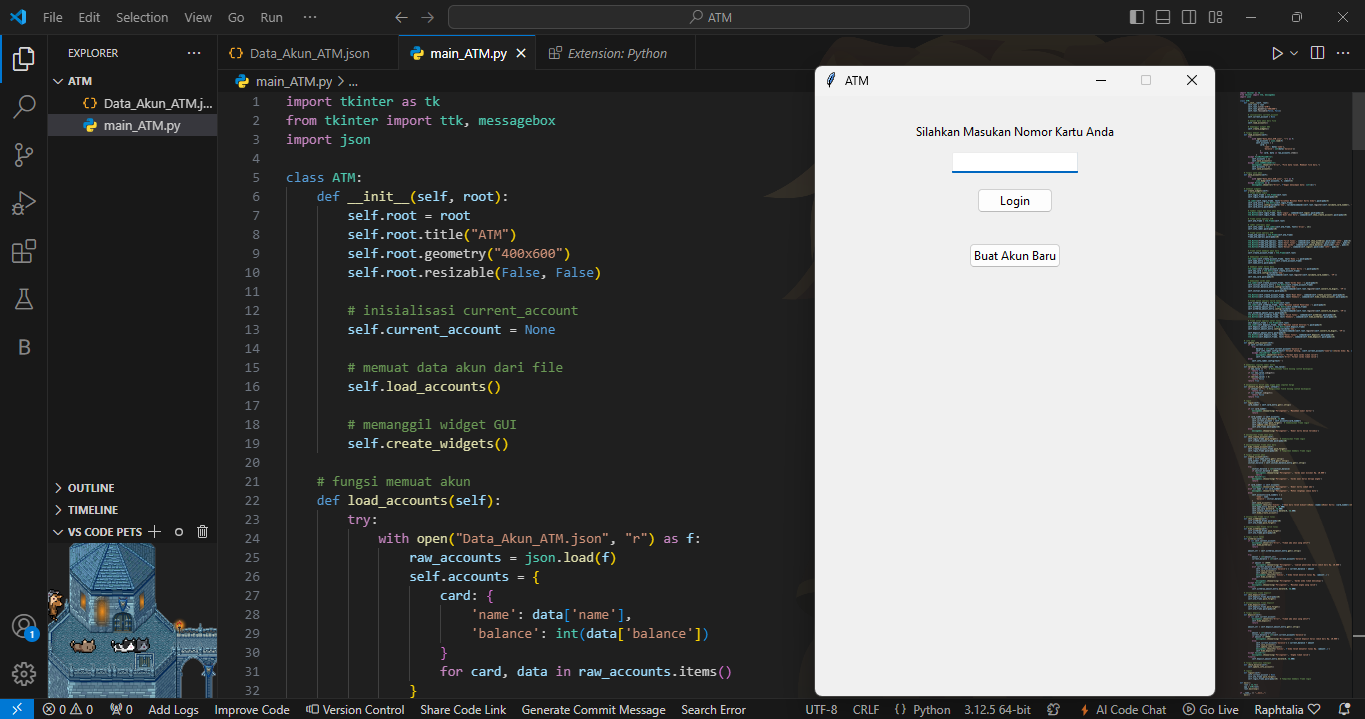 File Edit Selection View Go Run ··· ATM
EXPLORER ···
ATM
Data_Akun_ATM.j...
main_ATM.py
OUTLINE
TIMELINE
VS CODE PETS
1
B
Data_Akun_ATM.json main_ATM.py Extension: Python
main_ATM.py > ...
1 import tkinter as tk
2 from tkinter import ttk, messagebox
3 import json
4
5 class ATM:
6 def __init__(self, root):
7 self.root = root
8 self.root.title("ATM")
9 self.root.geometry("400x600")
10 self.root.resizable(False, False)
11
12 # inisialisasi current_account
13 self.current_account = None
14
15 # memuat data akun dari file
16 self.load_accounts()
17
18 # memanggil widget GUI
19 self.create_widgets()
20
21 # fungsi memuat akun
22 def load_accounts(self):
23 try:
24 with open("Data_Akun_ATM.json", "r") as f:
25 raw_accounts = json.load(f)
26 self.accounts = {
27 card: {
28 'name': data['name'],
29 'balance': int(data['balance'])
30 }
31 for card, data in raw_accounts.items()
32 }
ATM
Silahkan Masukan Nomor Kartu Anda
Login
Buat Akun Baru
0 0 0 Add Logs Improve Code Version Control Share Code Link Generate Commit Message Search Error UTF-8 CRLF {} Python 3.12.5 64-bit AI Code Chat Go Live Raphtalia